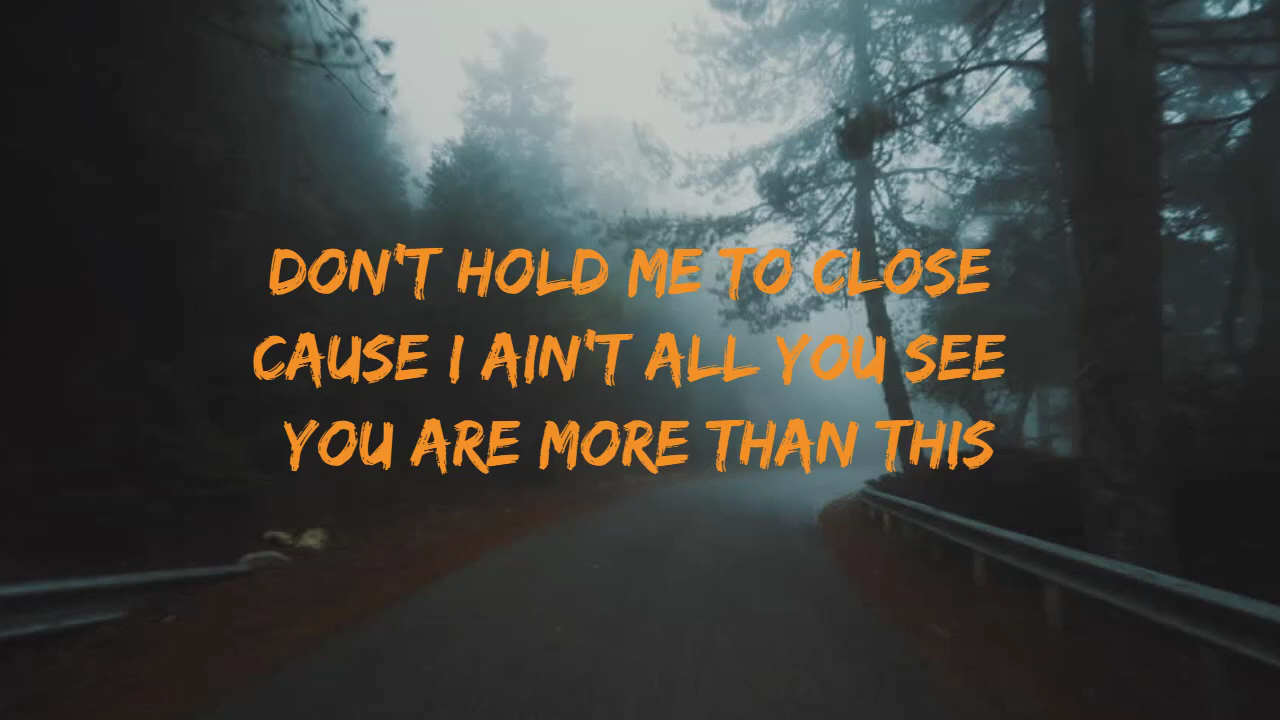 DON'T HOLD ME TO CLOSE
CAUSE I AIN'T ALL YOU SEE
YOU ARE MORE THAN THIS